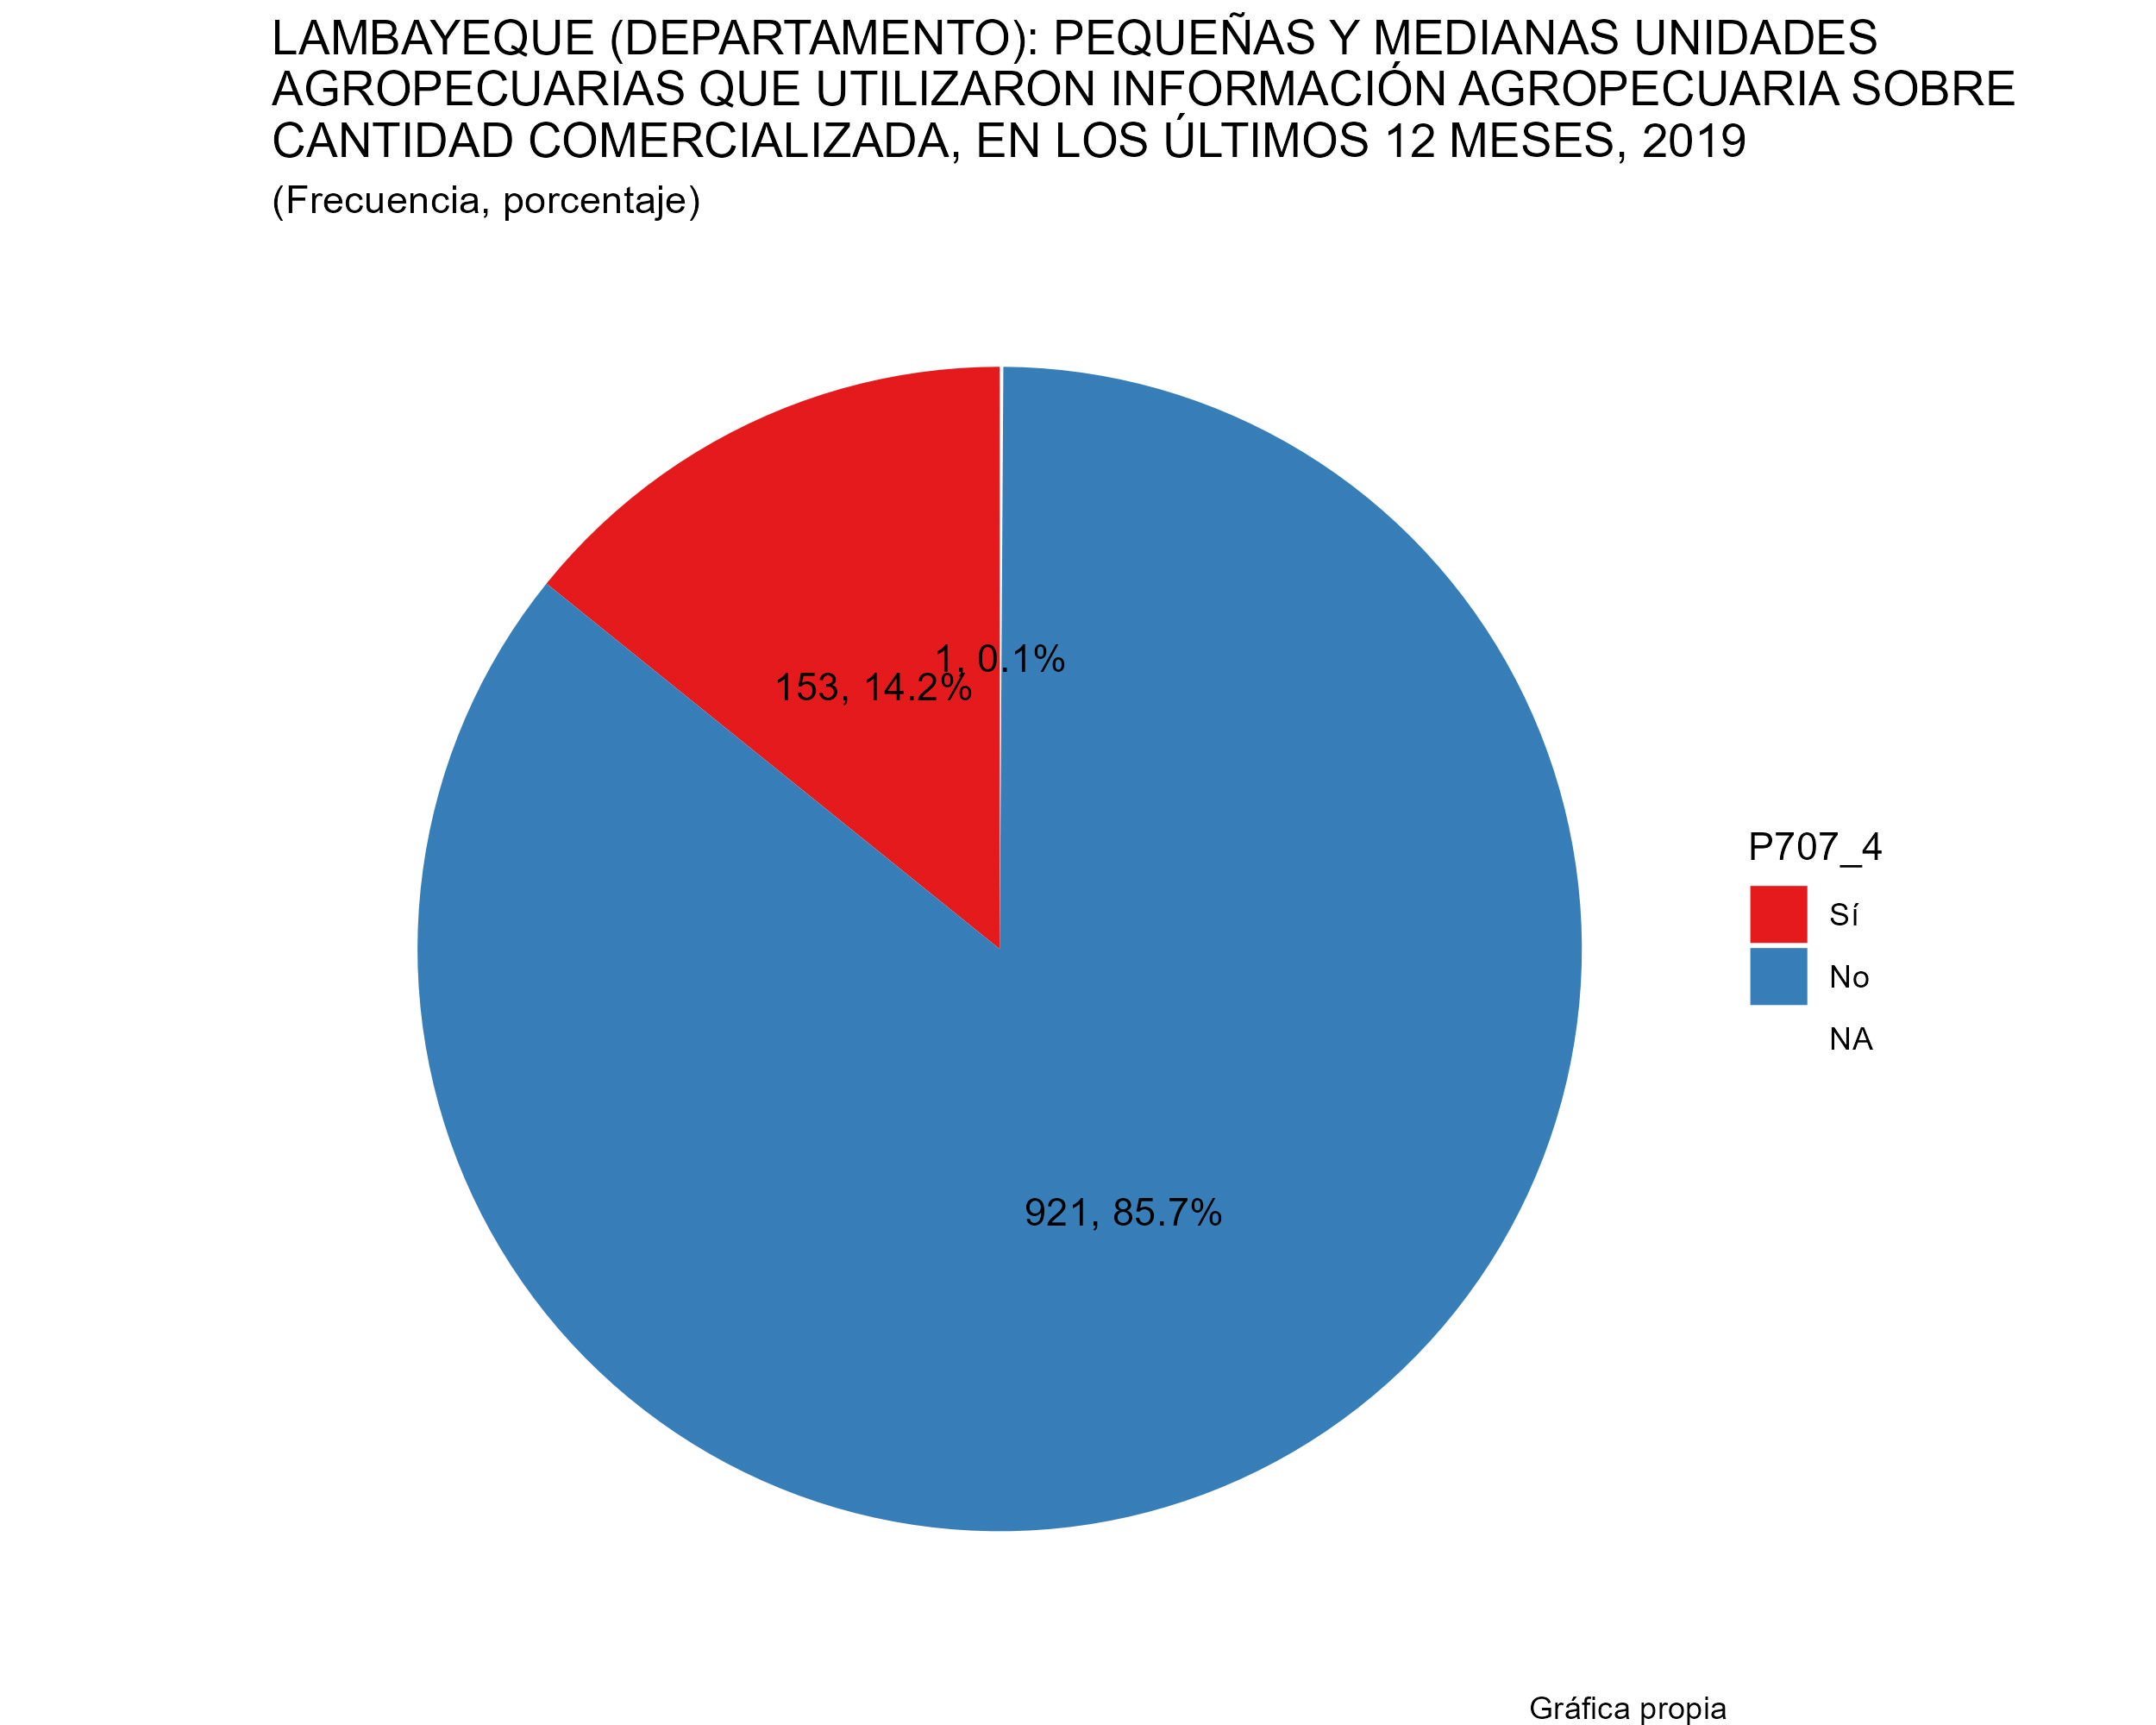 LAMBAYEQUE (DEPARTAMENTO): PEQUEÑAS Y MEDIANAS UNIDADES
AGROPECUARIAS QUE UTILIZARON INFORMACIÓN AGROPECUARIA SOBRE
CANTIDAD COMERCIALIZADA, EN LOS ÚLTIMOS 12 MESES, 2019
(Frecuencia, porcentaje)
1, 0.1%
153, 14.2%
P707_4
Sí
No
NA
921, 85.7%
Gráfica propia